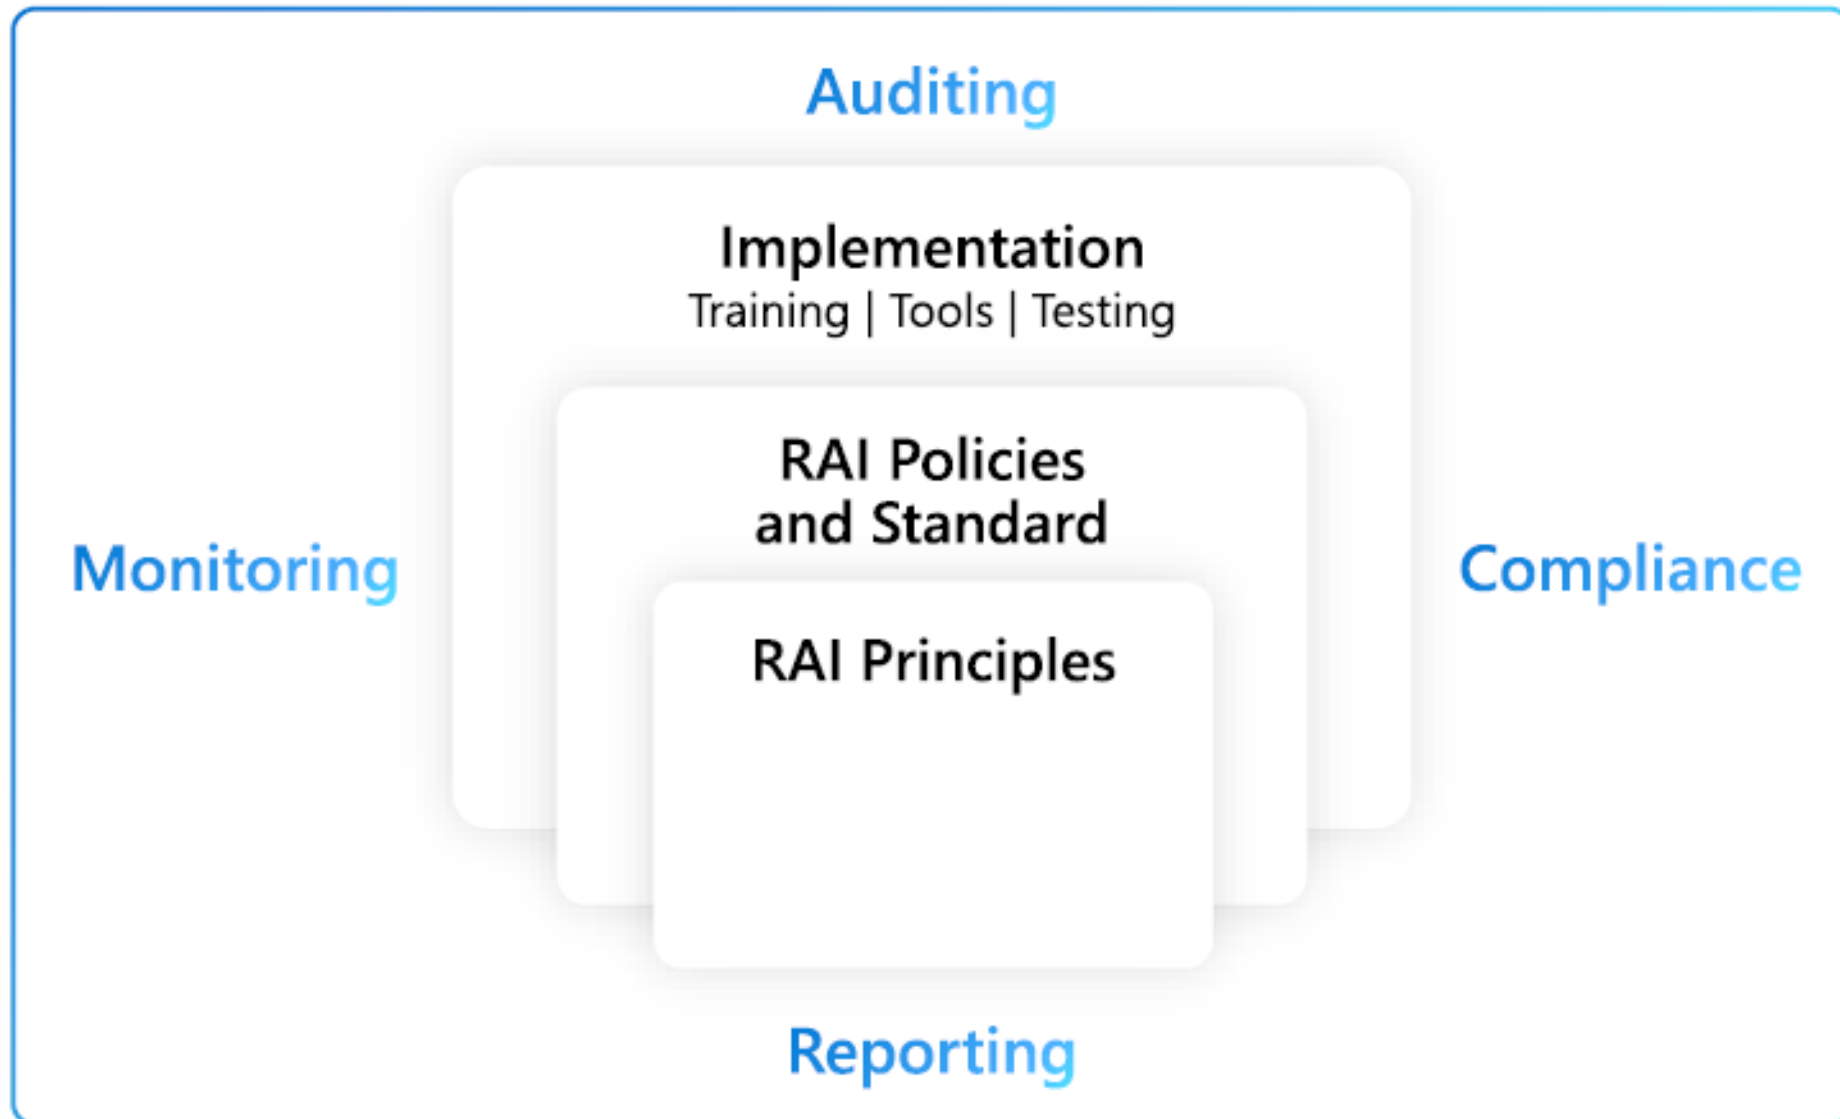 Auditing
Implementation
Training | Tools | Testing
RAI Policies
and Standard
Monitoring
Compliance
RAI Principles
Reporting